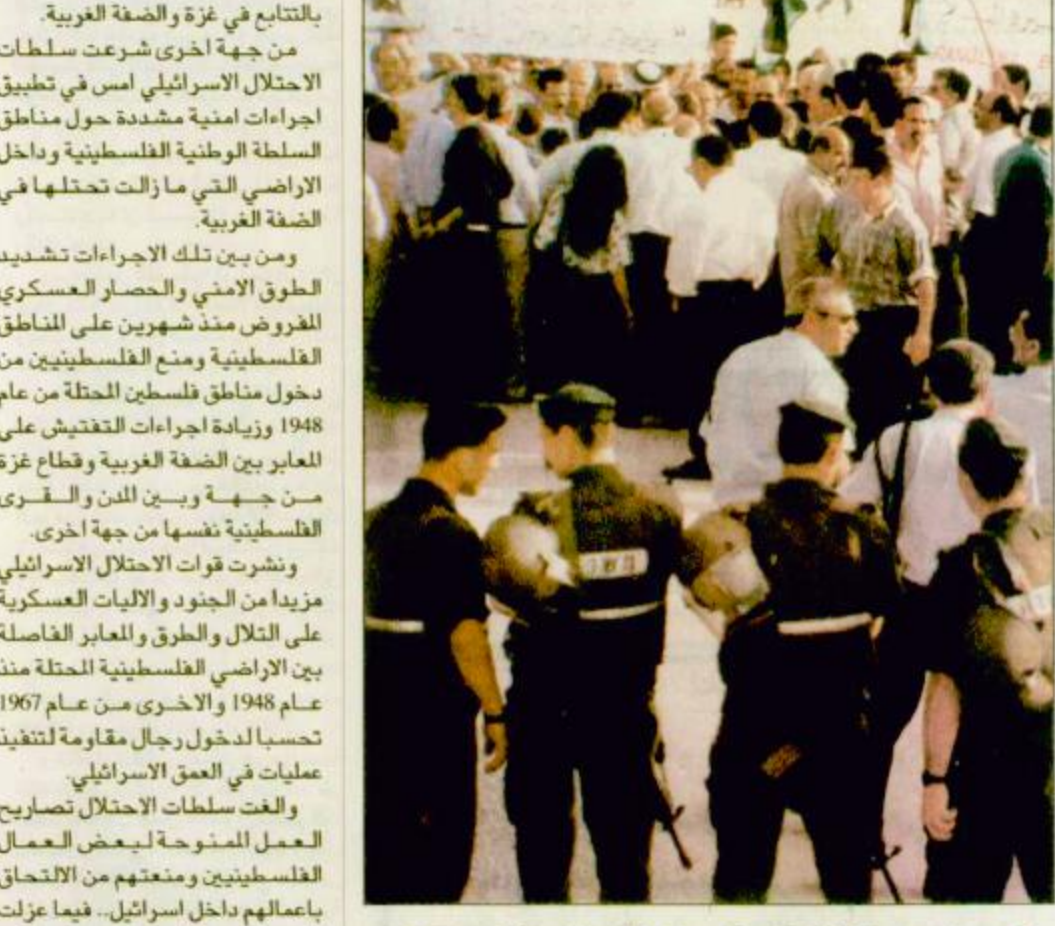 بالتتابع في غزة والضفة الغربية.
من جهة اخرى شرعت سلطات
الاحتلال الاسرائيلي امس في تطبيق
اجراءات امنية مشددة حول مناطق
السلطة الوطنية الفلسطينية وداخل
الاراضي التي ما زالت تحتلها في
الضفة الغربية.
ومن بين تلك الاجراءات تشديد
الطوق الامني والحصار العسكري
المفروض منذ شهرين على المناطق
الفلسطينية ومنع الفلسطينيين من
دخول مناطق فلسطين المحتلة من عام
1948 وزيادة اجراءات التفتيش على
المعابر بين الضفة الغربية وقطاع غزة
من جهة وبين المدن والقرى
الفلسطينية نفسها من جهة اخرى.
ونشرت قوات الاحتلال الاسرائيلي
مزيدا من الجنود والاليات العسكرية
على التلال والطرق والمعابر الفاصلة
بين الاراضي الفلسطينية المحتلة منذ
عام 1948 والاخرى من عام 1967
تحسبا لدخول رجال مقاومة لتنفيذ
عمليات في العمق الاسرائيلي.
والغت سلطات الاحتلال تصاريح
العمل الممنوحة لبعض العمال
الفلسطينيين ومنعتهم من الالتحاق
باعمالهم داخل اسرائيل.. فيما عزلت